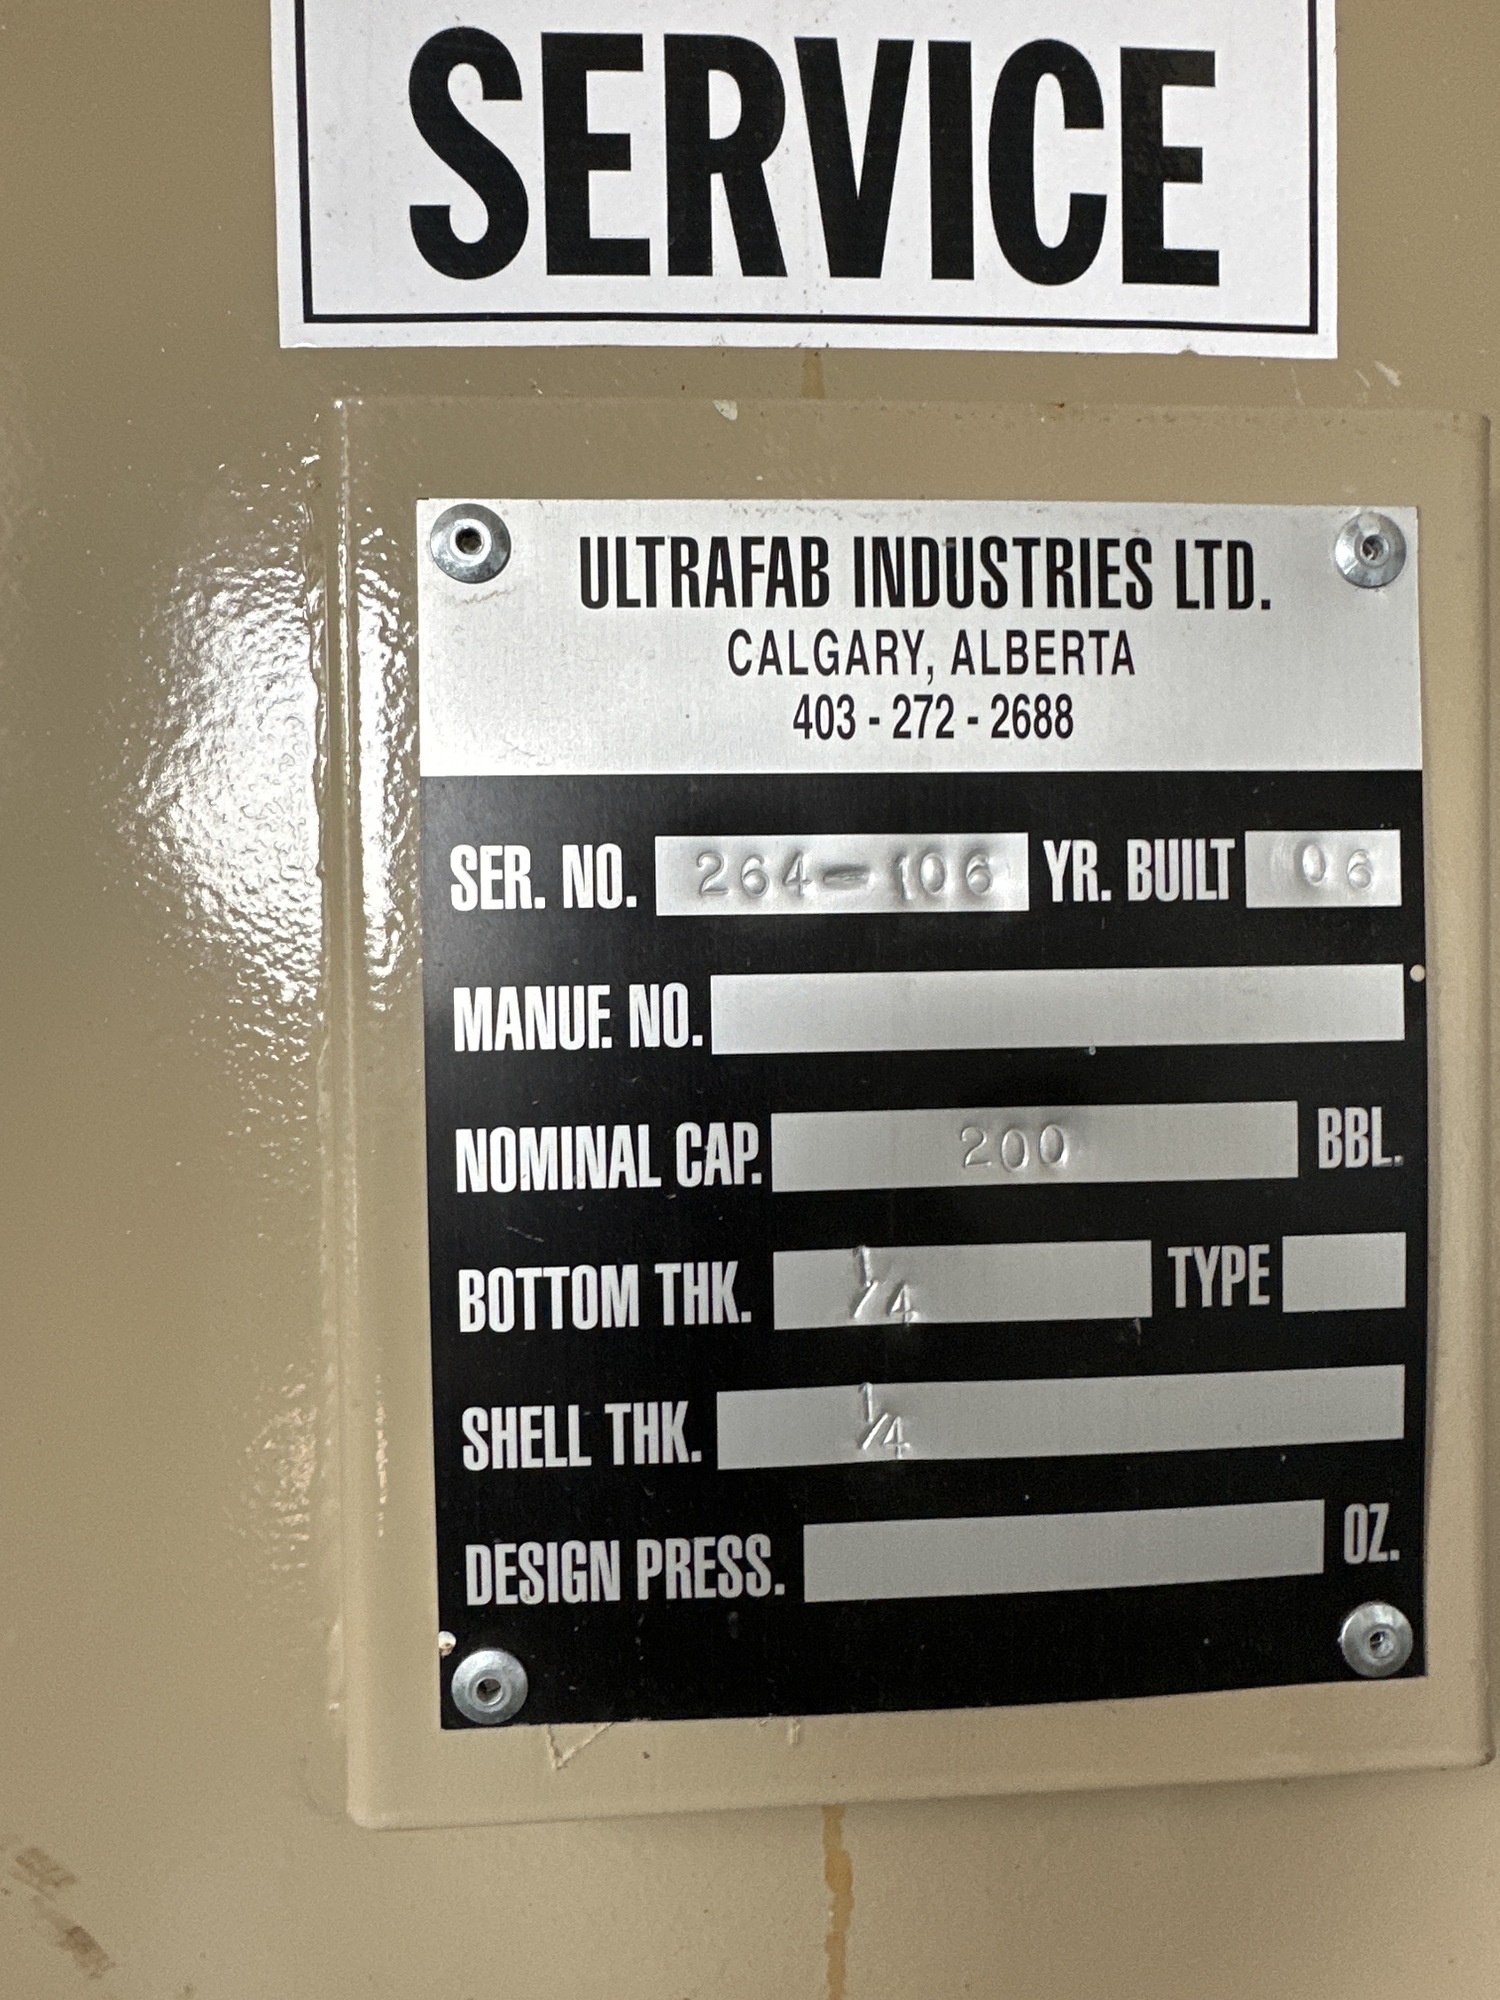 SERVICE
ULTRAFAB INDUSTRIES LTD.
CALGARY, ALBERTA
403 - 272 - 2688
SER. NO. 264-106 YR. BUILT 06
MANUF. NO.
NOMINAL CAP. 200 BBL.
BOTTOM THK. 1/4 TYPE
SHELL THK. 1/4
DESIGN PRESS. OZ.